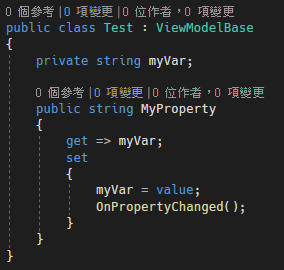 0 個參考|0 項變更|0 位作者，0 項變更
public class Test : ViewModelBase
{
    private string myVar;
    0 個參考|0 項變更|0 位作者，0 項變更
    public string MyProperty
    {
        get => myVar;
        set
        {
            myVar = value;
            OnPropertyChanged();
        }
    }
}